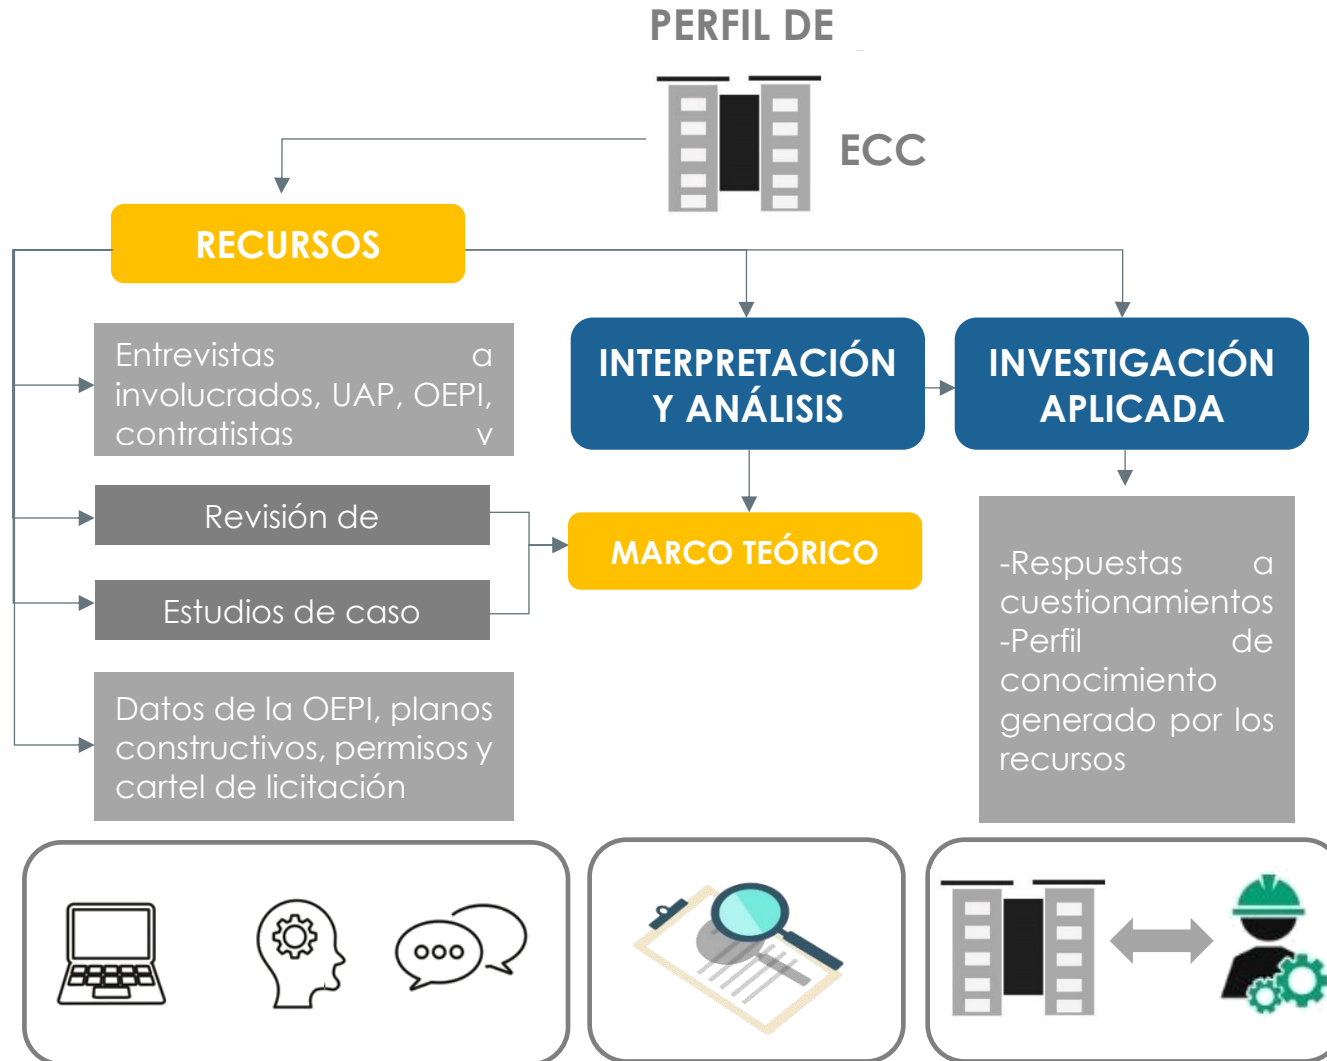 PERFIL DE
ECC
RECURSOS
Entrevistas a
involucrados, UAP, OEPI,
contratistas y
Revisión de
Estudios de caso
Datos de la OEPI, planos
constructivos, permisos y
cartel de licitación
INTERPRETACIÓN
Y ANÁLISIS
MARCO TEÓRICO
INVESTIGACIÓN
APLICADA
-Respuestas a
cuestionamientos
-Perfil de
conocimiento
generado por los
recursos